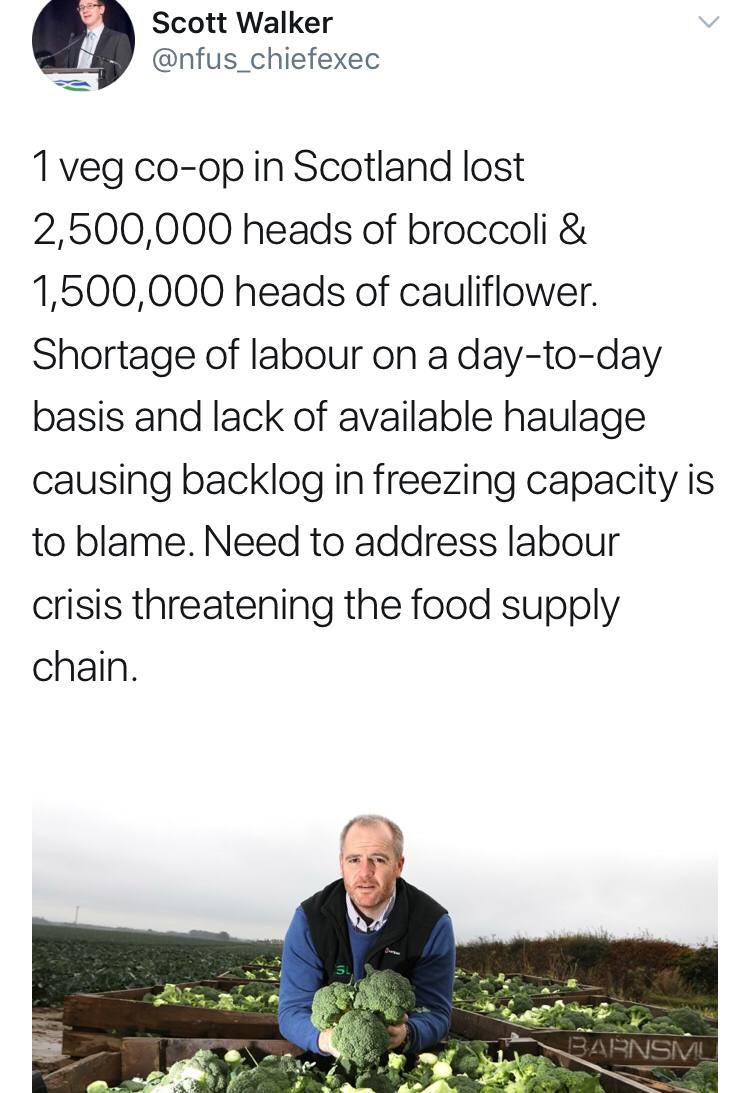 Scott Walker
@nfus_chiefexec
1 veg co-op in Scotland lost
2,500,000 heads of broccoli &
1,500,000 heads of cauliflower.
Shortage of labour on a day-to-day
basis and lack of available haulage
causing backlog in freezing capacity is
to blame. Need to address labour
crisis threatening the food supply
chain.
BARNSMU